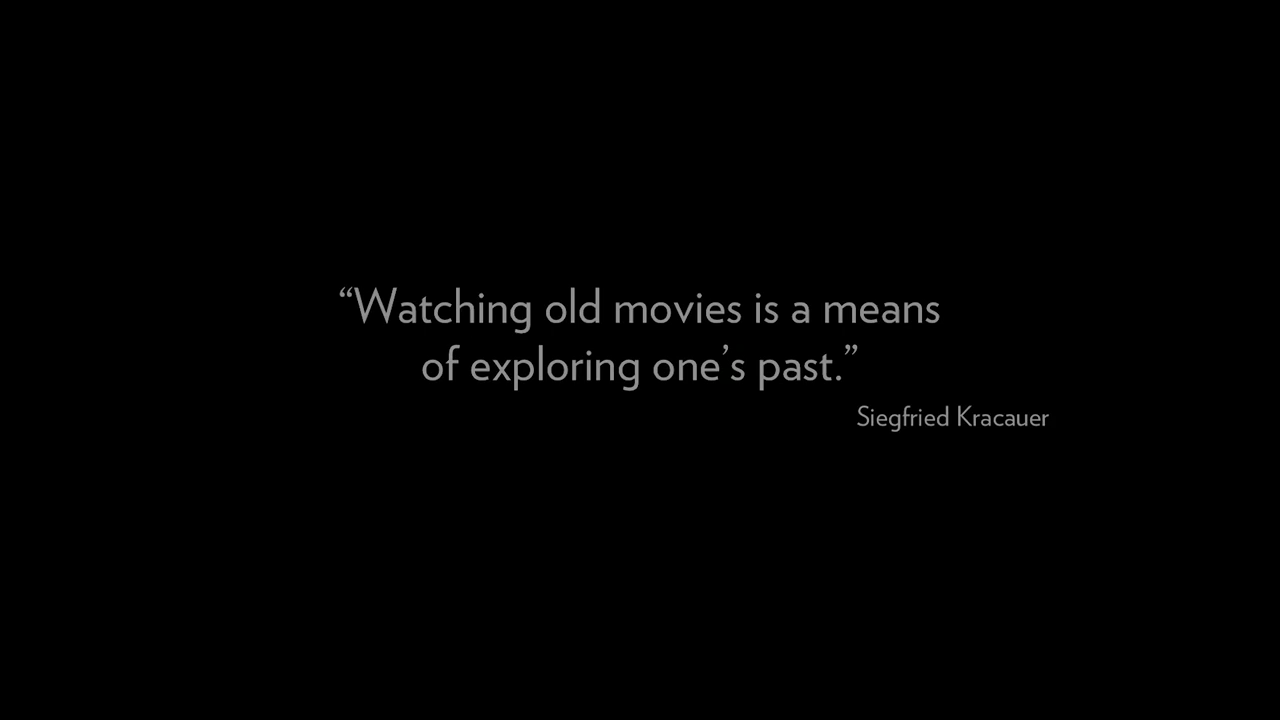 “Watching old movies is a means
of exploring one’s past.”
Siegfried Kracauer